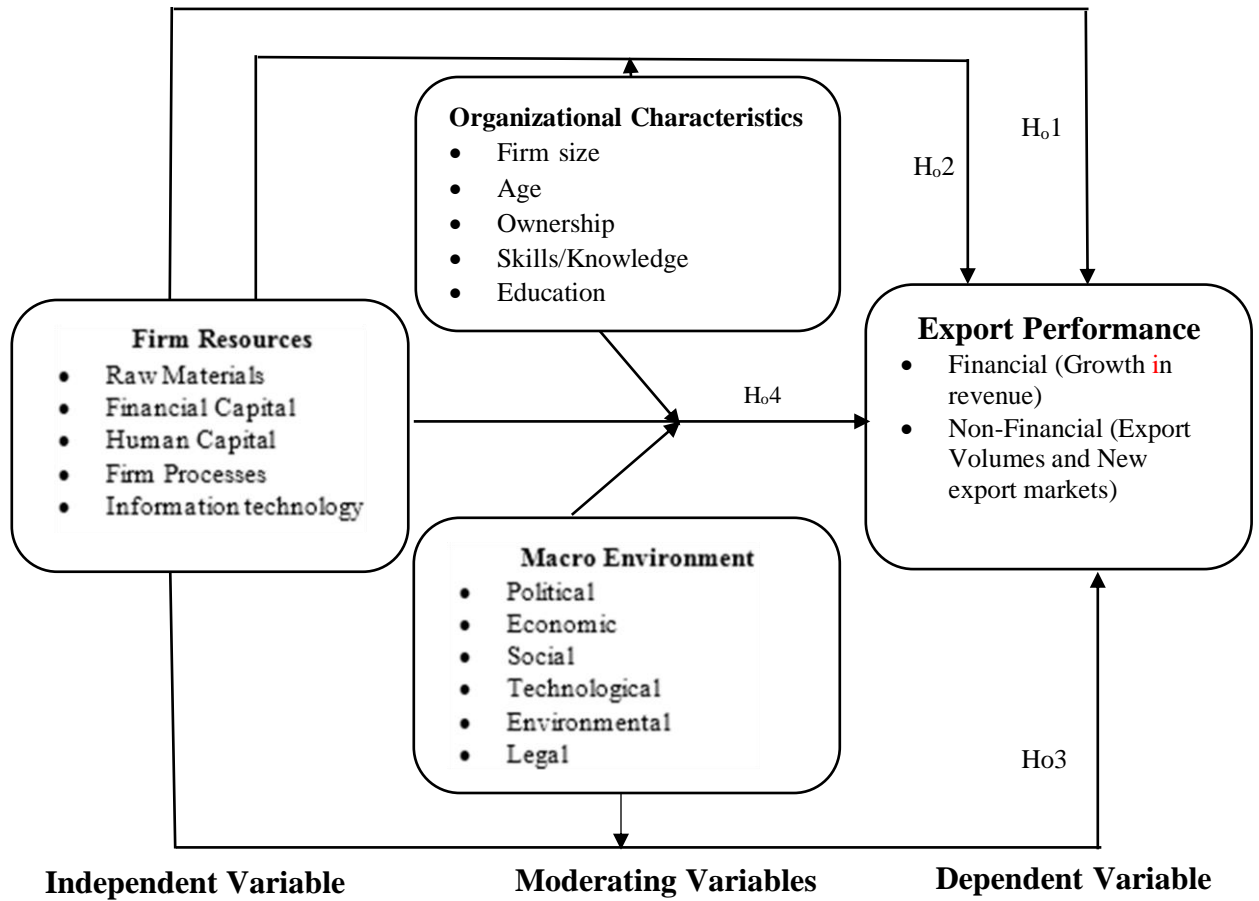 Organizational Characteristics
• Firm size
• Age
• Ownership
• Skills/Knowledge
• Education
Ho1
Ho2
Firm Resources
• Raw Materials
• Financial Capital
• Human Capital
• Firm Processes
• Information technology
Ho4
Export Performance
• Financial (Growth in
revenue)
• Non-Financial (Export
Volumes and New
export markets)
Macro Environment
• Political
• Economic
• Social
• Technological
• Environmental
• Legal
Ho3
Independent Variable
Moderating Variables
Dependent Variable